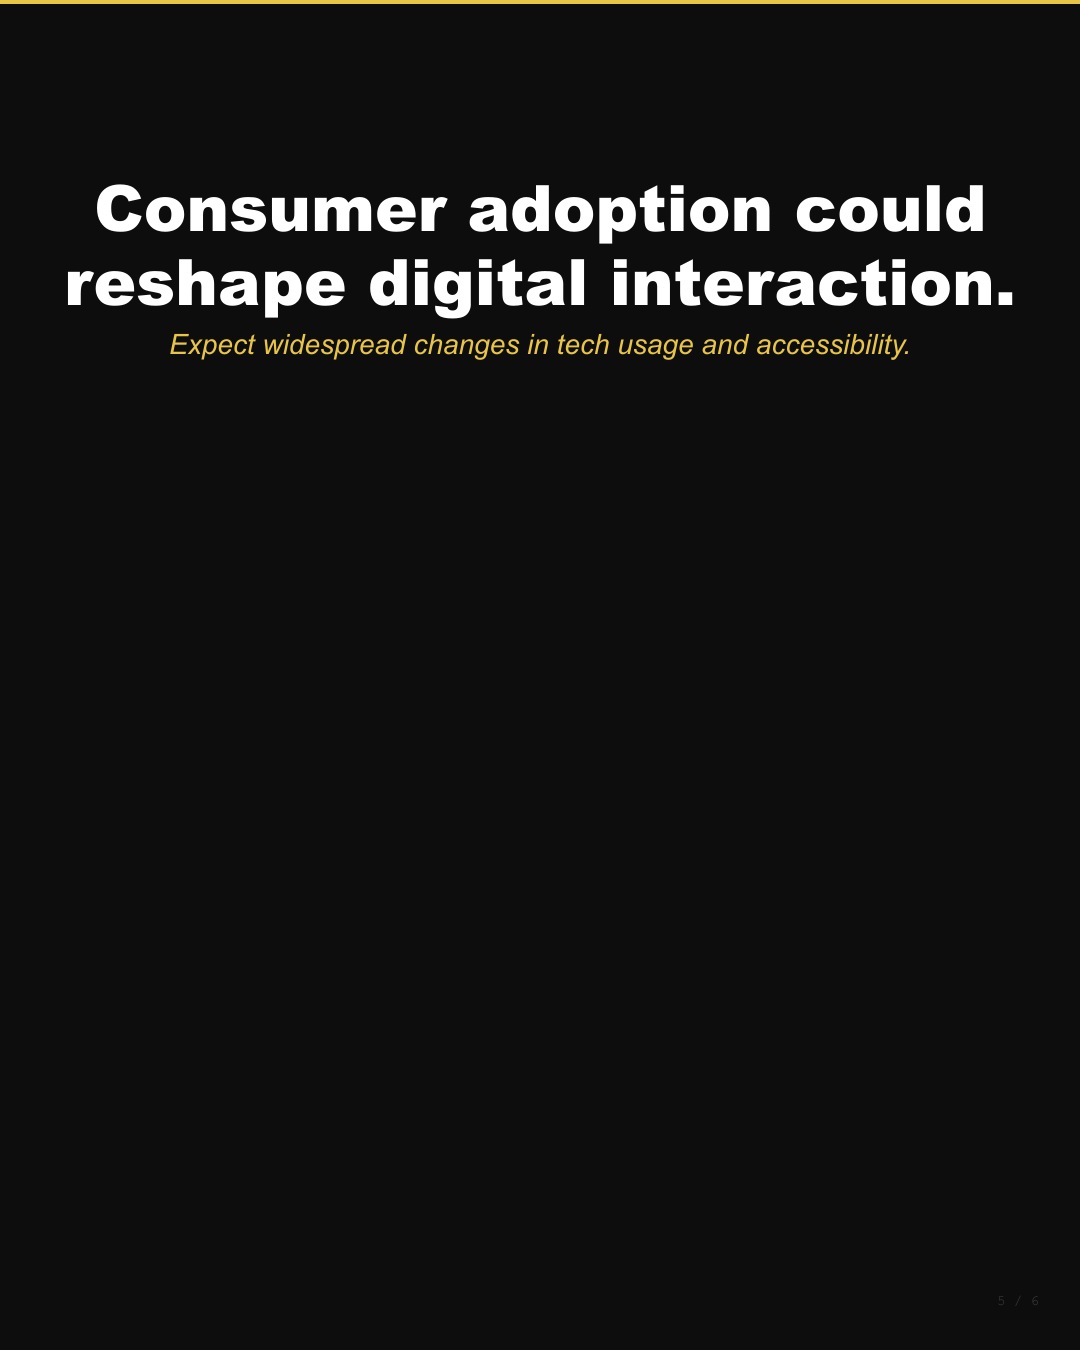 Consumer adoption could
reshape digital interaction.
Expect widespread changes in tech usage and accessibility.
5 / 6